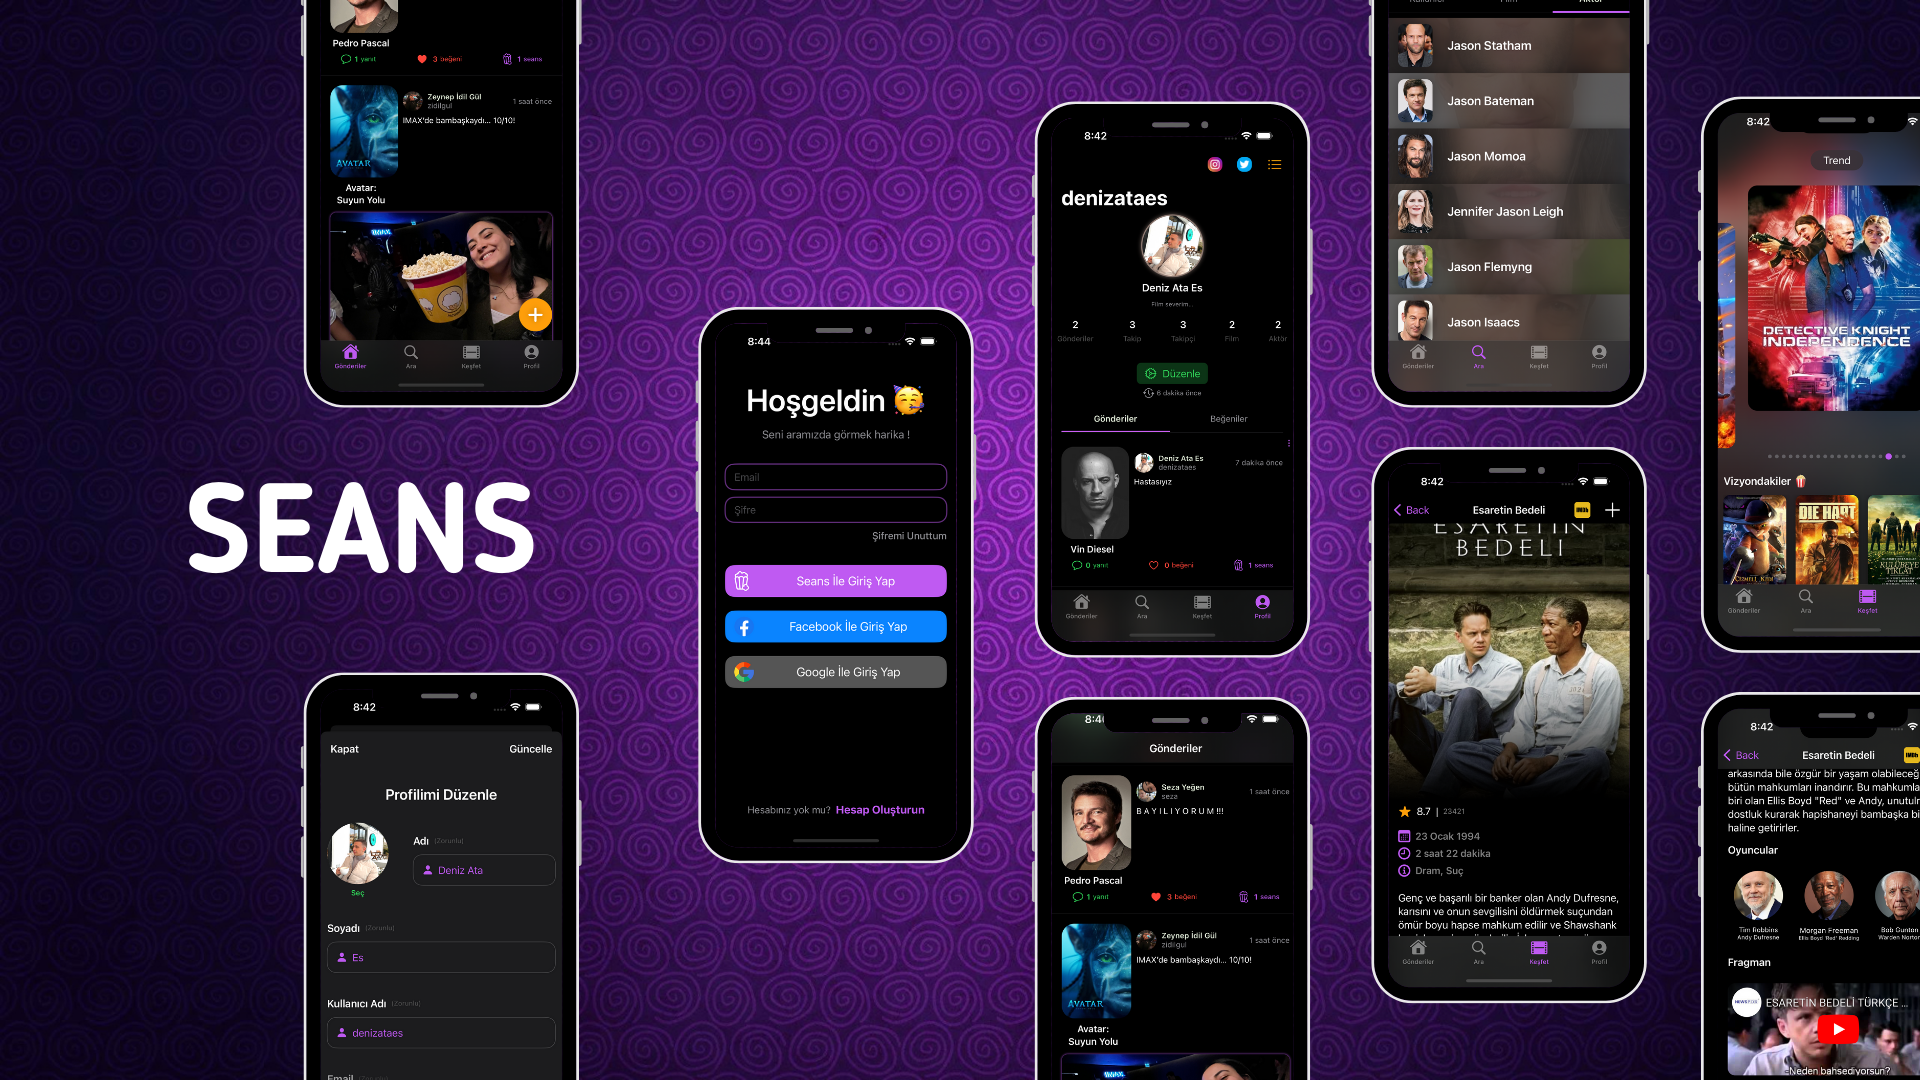 SEANS
Pedro Pascal
1 yanıt
3 beğeni
1 seans
Zeynep İdil Gül
zidilgul
1 saat önce
IMAX'de bambaşkaydı... 10/10!
AVATAR
Avatar:
Suyun Yolu
Gönderiler
Ara
Keşfet
Profil
8:42
Kapat
Güncelle
Profilimi Düzenle
Seç
Adı (Zorunlu)
Deniz Ata
Soyadı (Zorunlu)
Es
Kullanıcı Adı (Zorunlu)
denizataes
8:44
Hoşgeldin
Seni aramızda görmek harika !
Email
Şifre
Şifremi Unuttum
Seans İle Giriş Yap
Facebook İle Giriş Yap
Google İle Giriş Yap
Hesabınız yok mu? Hesap Oluşturun
8:42
denizataes
Deniz Ata Es
Film severim...
2 3 3 2 2
Gönderiler Takip Takipçi Film Aktör
Düzenle
6 dakika önce
Gönderiler Beğeniler
Deniz Ata Es
denizataes
7 dakika önce
Hastasıyız
Vin Diesel
0 yanıt
0 beğeni
1 seans
Gönderiler
Ara
Keşfet
Profil
Gönderiler
Seza Yeğen
seza
1 saat önce
B A Y I L I Y O R U M !!!
Pedro Pascal
1 yanıt
3 beğeni
1 seans
Zeynep İdil Gül
zidilgul
1 saat önce
IMAX'de bambaşkaydı... 10/10!
AVATAR
Avatar:
Suyun Yolu
Jason Statham
Jason Bateman
Jason Momoa
Jennifer Jason Leigh
Jason Flemyng
Jason Isaacs
Gönderiler
Ara
Keşfet
Profil
8:42
Back
Esaretin Bedeli
IMDb
ESARETİN
BEDELİ
8.7 | 23421
23 Ocak 1994
2 saat 22 dakika
Dram, Suç
Genç ve başarılı bir banker olan Andy Dufresne,
karısını ve onun sevgilisini öldürmek suçundan
ömür boyu hapse mahkum edilir ve Shawshank
Gönderiler
Ara
Keşfet
Profil
8:42
Trend
DETECTIVE KNIGHT
INDEPENDENCE
Vizyondakiler
DIE HART
KULÜBEYE
TIKLAT
Gönderiler
Ara
Keşfet
8:42
Back
Esaretin Bedeli
arkasında bile özgür bir yaşam olabileceğ
bütün mahkumları inandırır. Bu mahkumla
biri olan Ellis Boyd "Red" ve Andy, unutuln
dostluk kurarak hapishaneyi bambaşka bi
haline getirirler.
Oyuncular
Tim Robbins
Andy Dufresne
Morgan Freeman
Ellis Boyd 'Red' Redding
Bob Gunton
Warden Norton
Fragman
ESARETİN BEDELİ TÜRKÇE ...
-Neden bahsediyorsun?